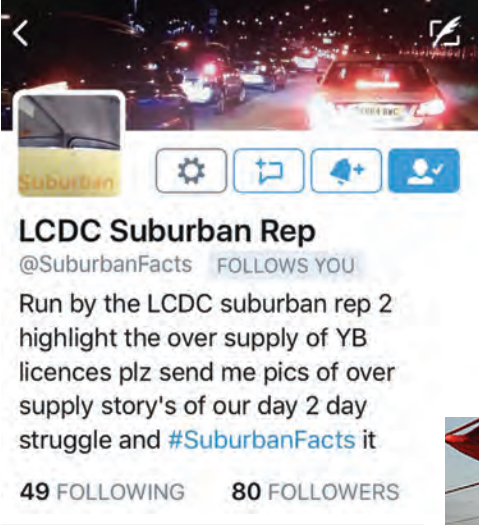 Suburban
LCDC Suburban Rep
@SuburbanFacts FOLLOWS YOU
Run by the LCDC suburban rep 2
highlight the over supply of YB
licences plz send me pics of over
supply story's of our day 2 day
struggle and #SuburbanFacts it
49 FOLLOWING 80 FOLLOWERS